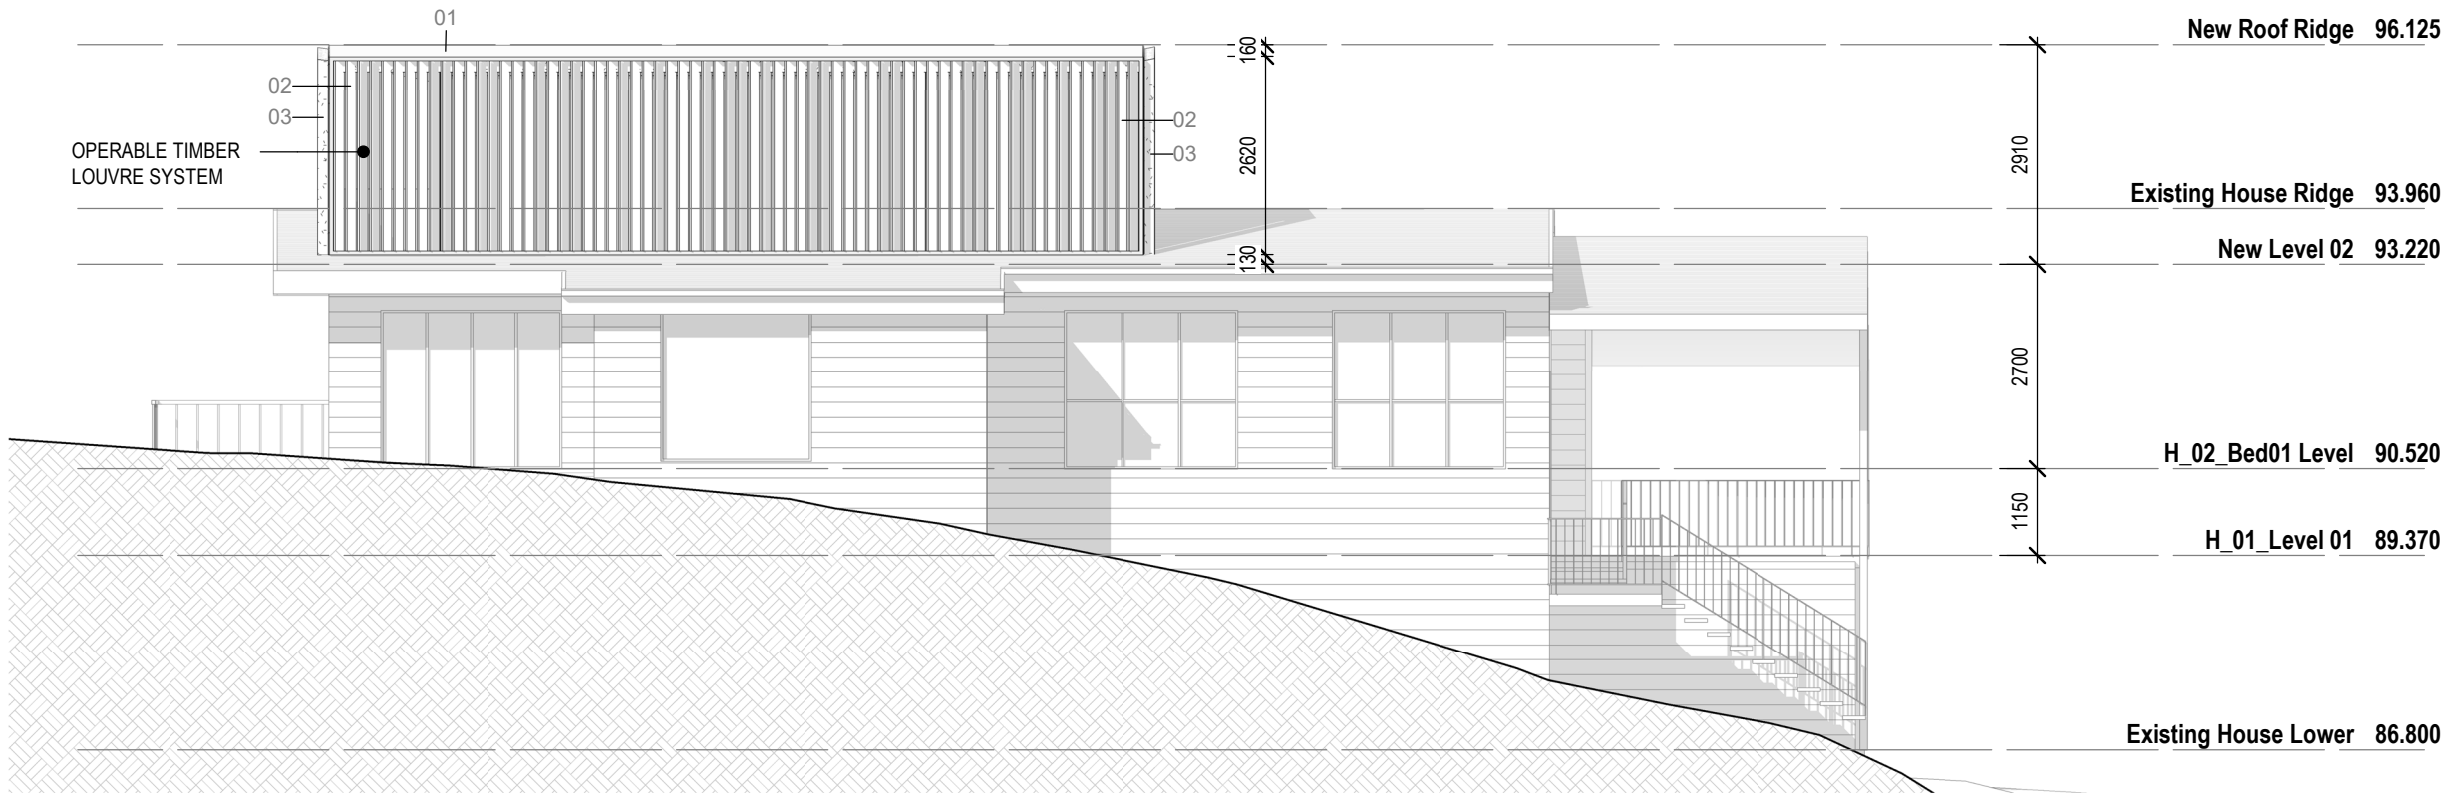 01
New Roof Ridge 96.125
160
02
03
02
03
OPERABLE TIMBER
LOUVRE SYSTEM
2620
2910
Existing House Ridge 93.960
130
New Level 02 93.220
2700
H_02_Bed01 Level 90.520
1150
H_01_Level 01 89.370
Existing House Lower 86.800